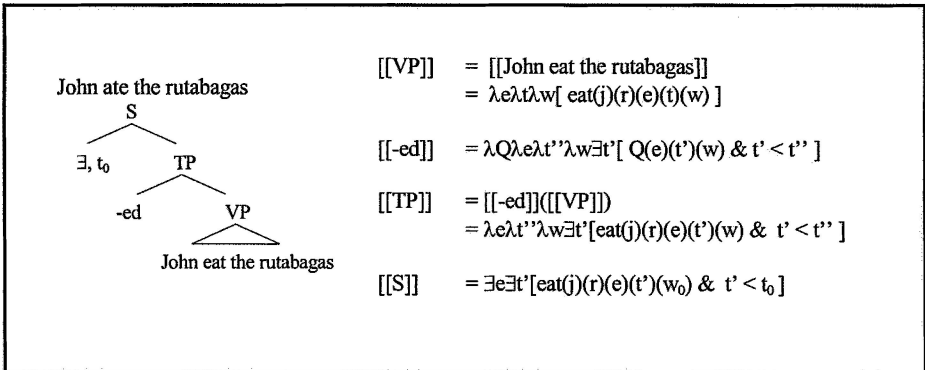 John ate the rutabagas
S
∃, t₀ TP
-ed VP
John eat the rutabagas
[[VP]] = [[John eat the rutabagas]]
= λeλtλw[ eat(j)(r)(e)(t)(w) ]
[[-ed]] = λQλeλt''λw∃t'[ Q(e)(t')(w) & t' < t'' ]
[[TP]] = [[-ed]]([[VP]])
= λeλt''λw∃t'[eat(j)(r)(e)(t')(w) & t' < t'' ]
[[S]] = ∃e∃t'[eat(j)(r)(e)(t')(w₀) & t' < t₀ ]